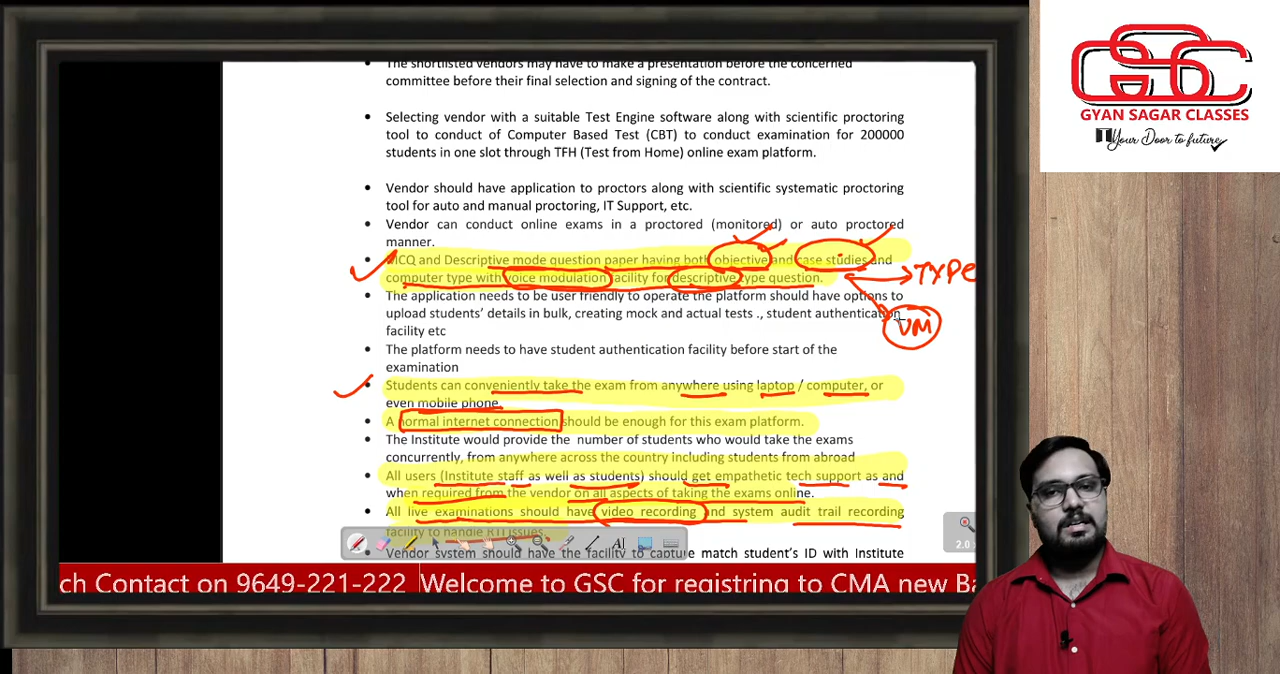 The shortlisted vendors may have to make a presentation before the concerned
committee before their final selection and signing of the contract.
Selecting vendor with a suitable Test Engine software along with scientific proctoring
tool to conduct of Computer Based Test (CBT) to conduct examination for 200000
students in one slot through TFH (Test from Home) online exam platform.
Vendor should have application to proctors along with scientific systematic proctoring
tool for auto and manual proctoring, IT Support, etc.
Vendor can conduct online exams in a proctored (monitored) or auto proctored
manner.
MCQ and Descriptive mode question paper having both objective and case studies and
computer type with voice modulation facility for descriptive type question.
TYPE
The application needs to be user friendly to operate the platform should have options to
upload students' details in bulk, creating mock and actual tests ., student authentication
VM
facility etc
The platform needs to have student authentication facility before start of the
examination
Students can conveniently take the exam from anywhere using laptop / computer, or
even mobile phone.
A normal internet connection should be enough for this exam platform.
The Institute would provide the number of students who would take the exams
concurrently, from anywhere across the country including students from abroad
All users (Institute staff as well as students) should get empathetic tech support as and
when required from the vendor on all aspects of taking the exams online.
All live examinations should have video recording and system audit trail recording
facility to handle RTI issues.
Vendor system should have the facility to capture match student's ID with Institute
AI
2.0
ch Contact on 9649-221-222 Welcome to GSC for registring to CMA new Ba
GSC
GYAN SAGAR CLASSES
Your Door to future